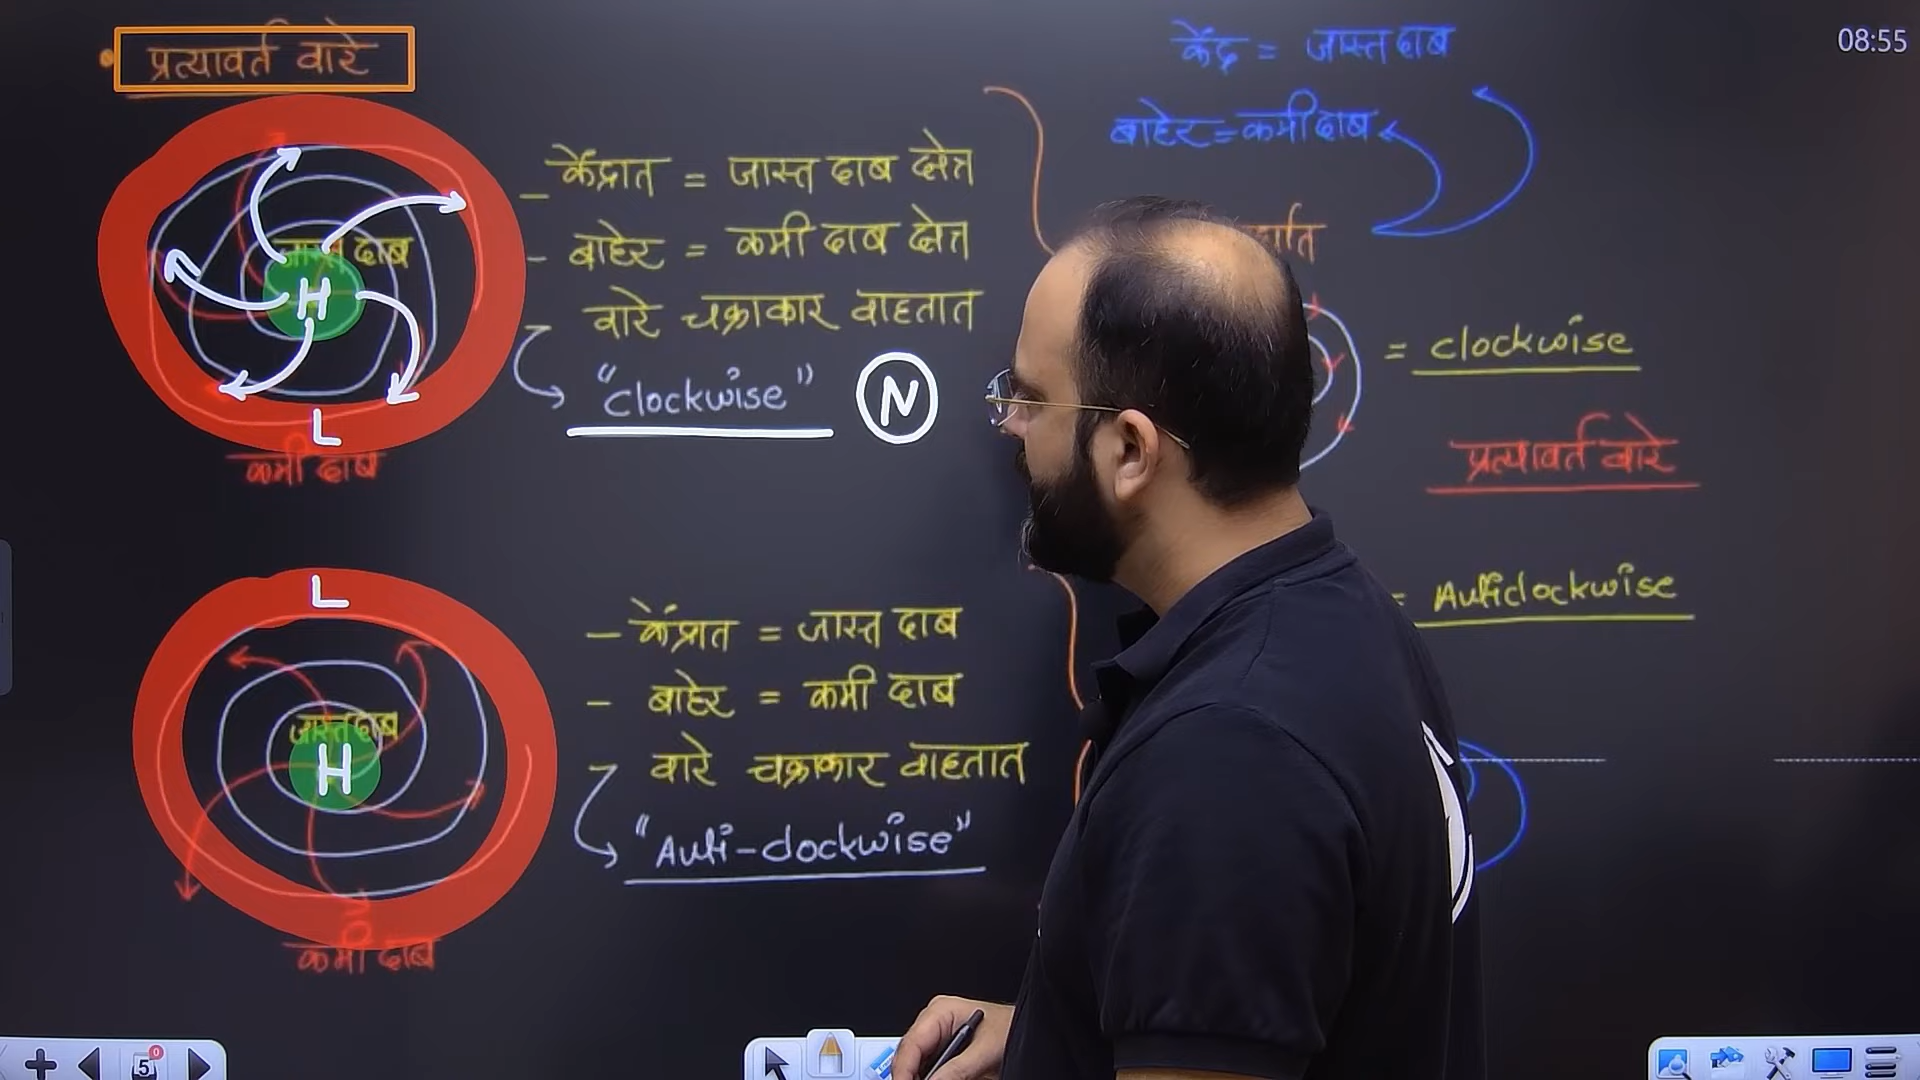 प्रत्यावर्त वारे
जास्त दाब
H
L
कमी दाब
– केंद्रात = जास्त दाब क्षेत्र
– बाहेर = कमी दाब क्षेत्र
– वारे चक्राकार वाहतात
"clockwise" N
L
जास्त दाब
H
कमी दाब
– केंद्रात = जास्त दाब
– बाहेर = कमी दाब
– वारे चक्राकार वाहतात
"Anti-clockwise"
केंद्र = जास्त दाब
बाहेर = कमी दाब
= clockwise
प्रत्यावर्त वारे
= Anticlockwise
08:55
5
0